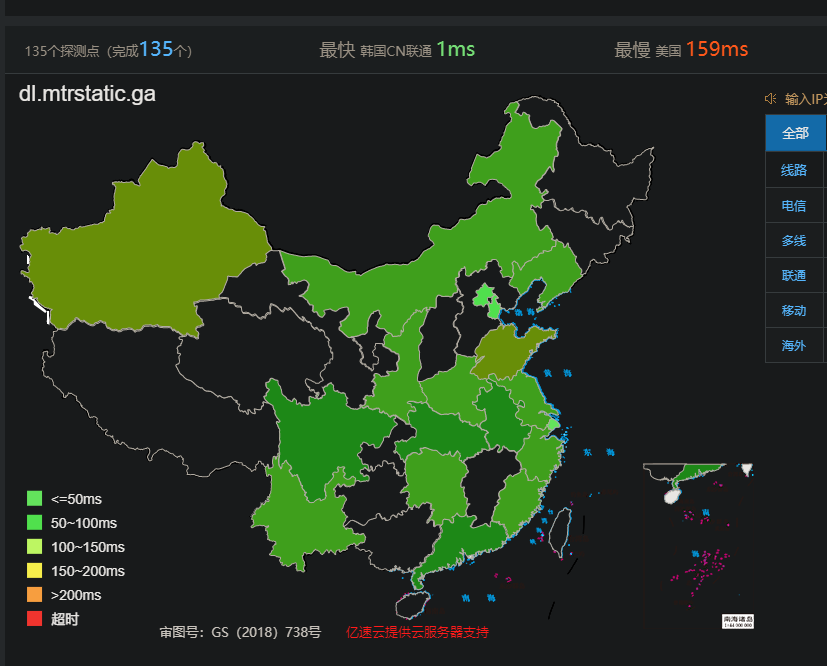 135个探测点（完成135个）
最快 韩国CN联通 1ms
最慢 美国 159ms
dl.mtrstatic.ga
输入IP
全部
线路
电信
多线
联通
移动
海外
<=50ms
50~100ms
100~150ms
150~200ms
>200ms
超时
东 海
南海诸岛
审图号：GS（2018）738号
亿速云提供云服务器支持